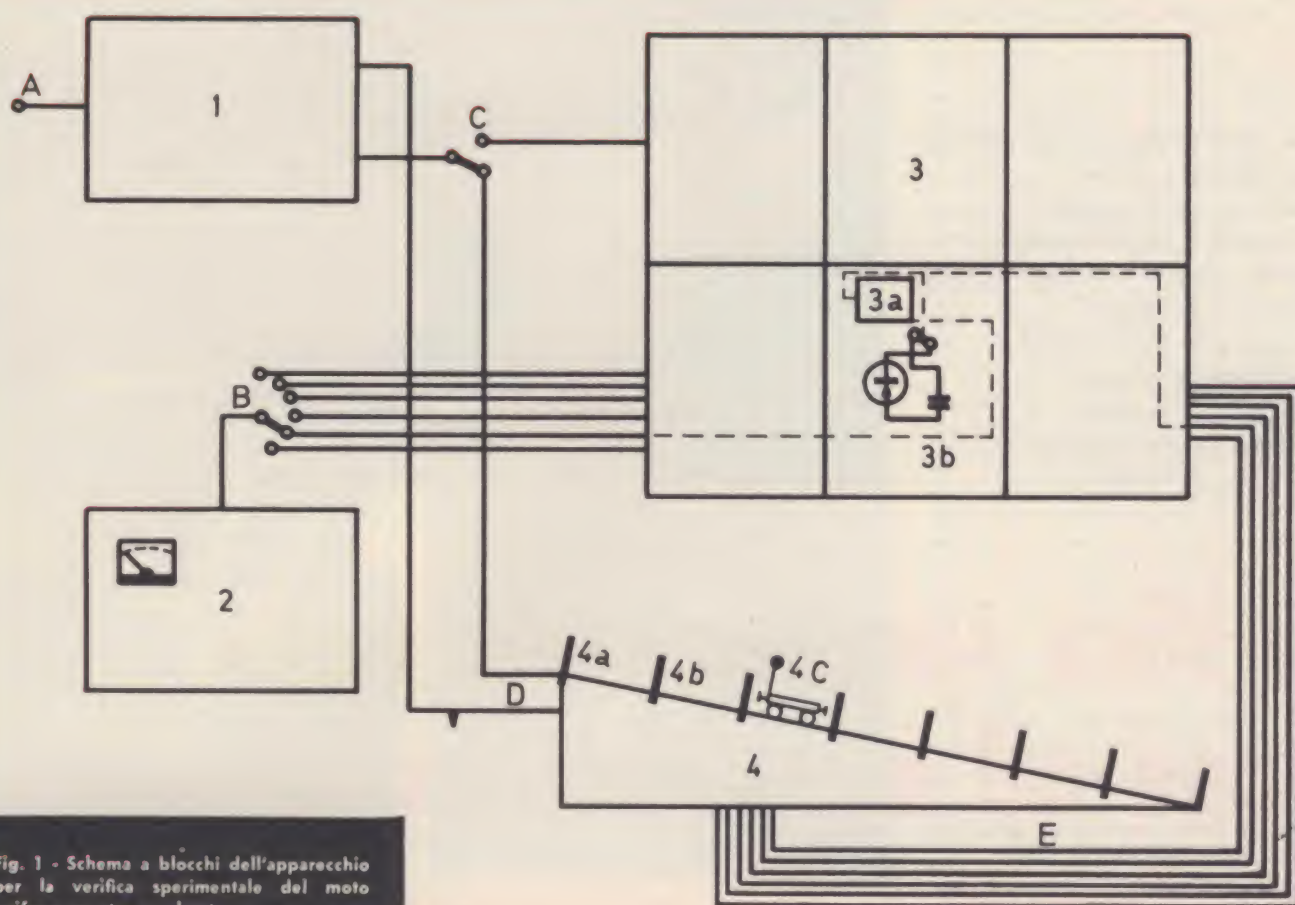 A
1
C
3
3a
B
3b
2
4a
4b
4C
D
4
E
Fig. 1 - Schema a blocchi dell'apparecchio
per la verifica sperimentale del moto